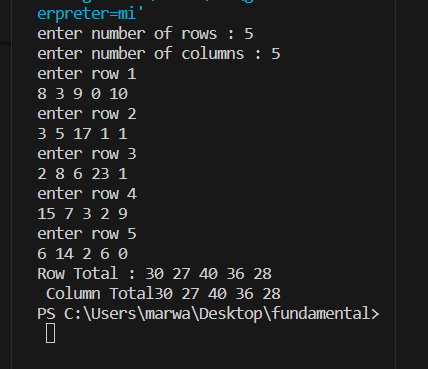 erpreter=mi'
enter number of rows : 5
enter number of columns : 5
enter row 1
8 3 9 0 10
enter row 2
3 5 17 1 1
enter row 3
2 8 6 23 1
enter row 4
15 7 3 2 9
enter row 5
6 14 2 6 0
Row Total : 30 27 40 36 28
 Column Total30 27 40 36 28
PS C:\Users\marwa\Desktop\fundamental>